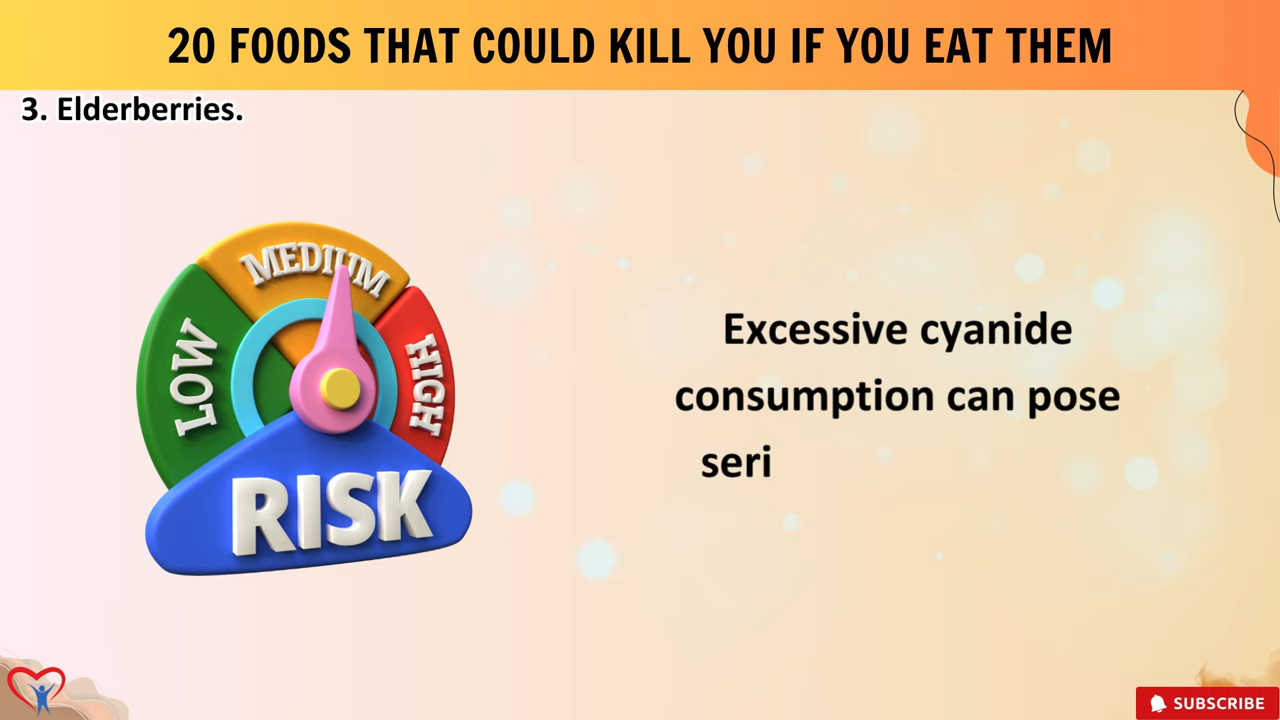 20 FOODS THAT COULD KILL YOU IF YOU EAT THEM
3. Elderberries.
LOW
MEDIUM
HIGH
RISK
Excessive cyanide
consumption can pose
seri
SUBSCRIBE